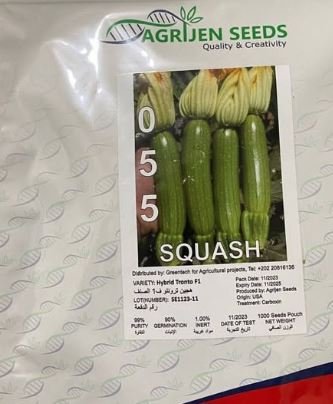 AGRIJEN SEEDS
Quality & Creativity
055
SQUASH
Distributed by: Greentech for Agricultural projects, Tel: +202 20816136
VARIETY: Hybrid Tronto F1
هجين ترونتو ف1 الصنف
LOT(NUMBER): SE1123-11
رقم الدفعة
Pack Date: 11/2023
Expiry Date: 11/2025
Produced by: Agrijen Seeds
Origin: USA
Treatment: Carboxin
99% 90% 1.00% 11/2023 1000 Seeds Pouch
PURITY GERMINATION INERT DATE OF TEST NET WEIGHT
النقاوة الإنبات مواد غريبة تاريخ التجربة الوزن الصافي